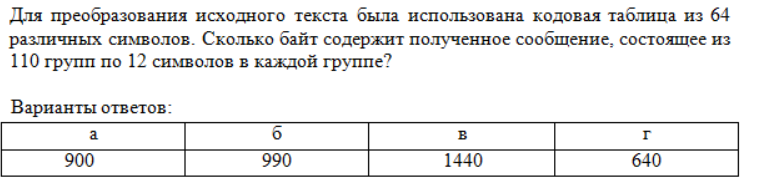 Для преобразования исходного текста была использована кодовая таблица из 64
различных символов. Сколько байт содержит полученное сообщение, состоящее из
110 групп по 12 символов в каждой группе?
Варианты ответов:
а б в г
900 990 1440 640